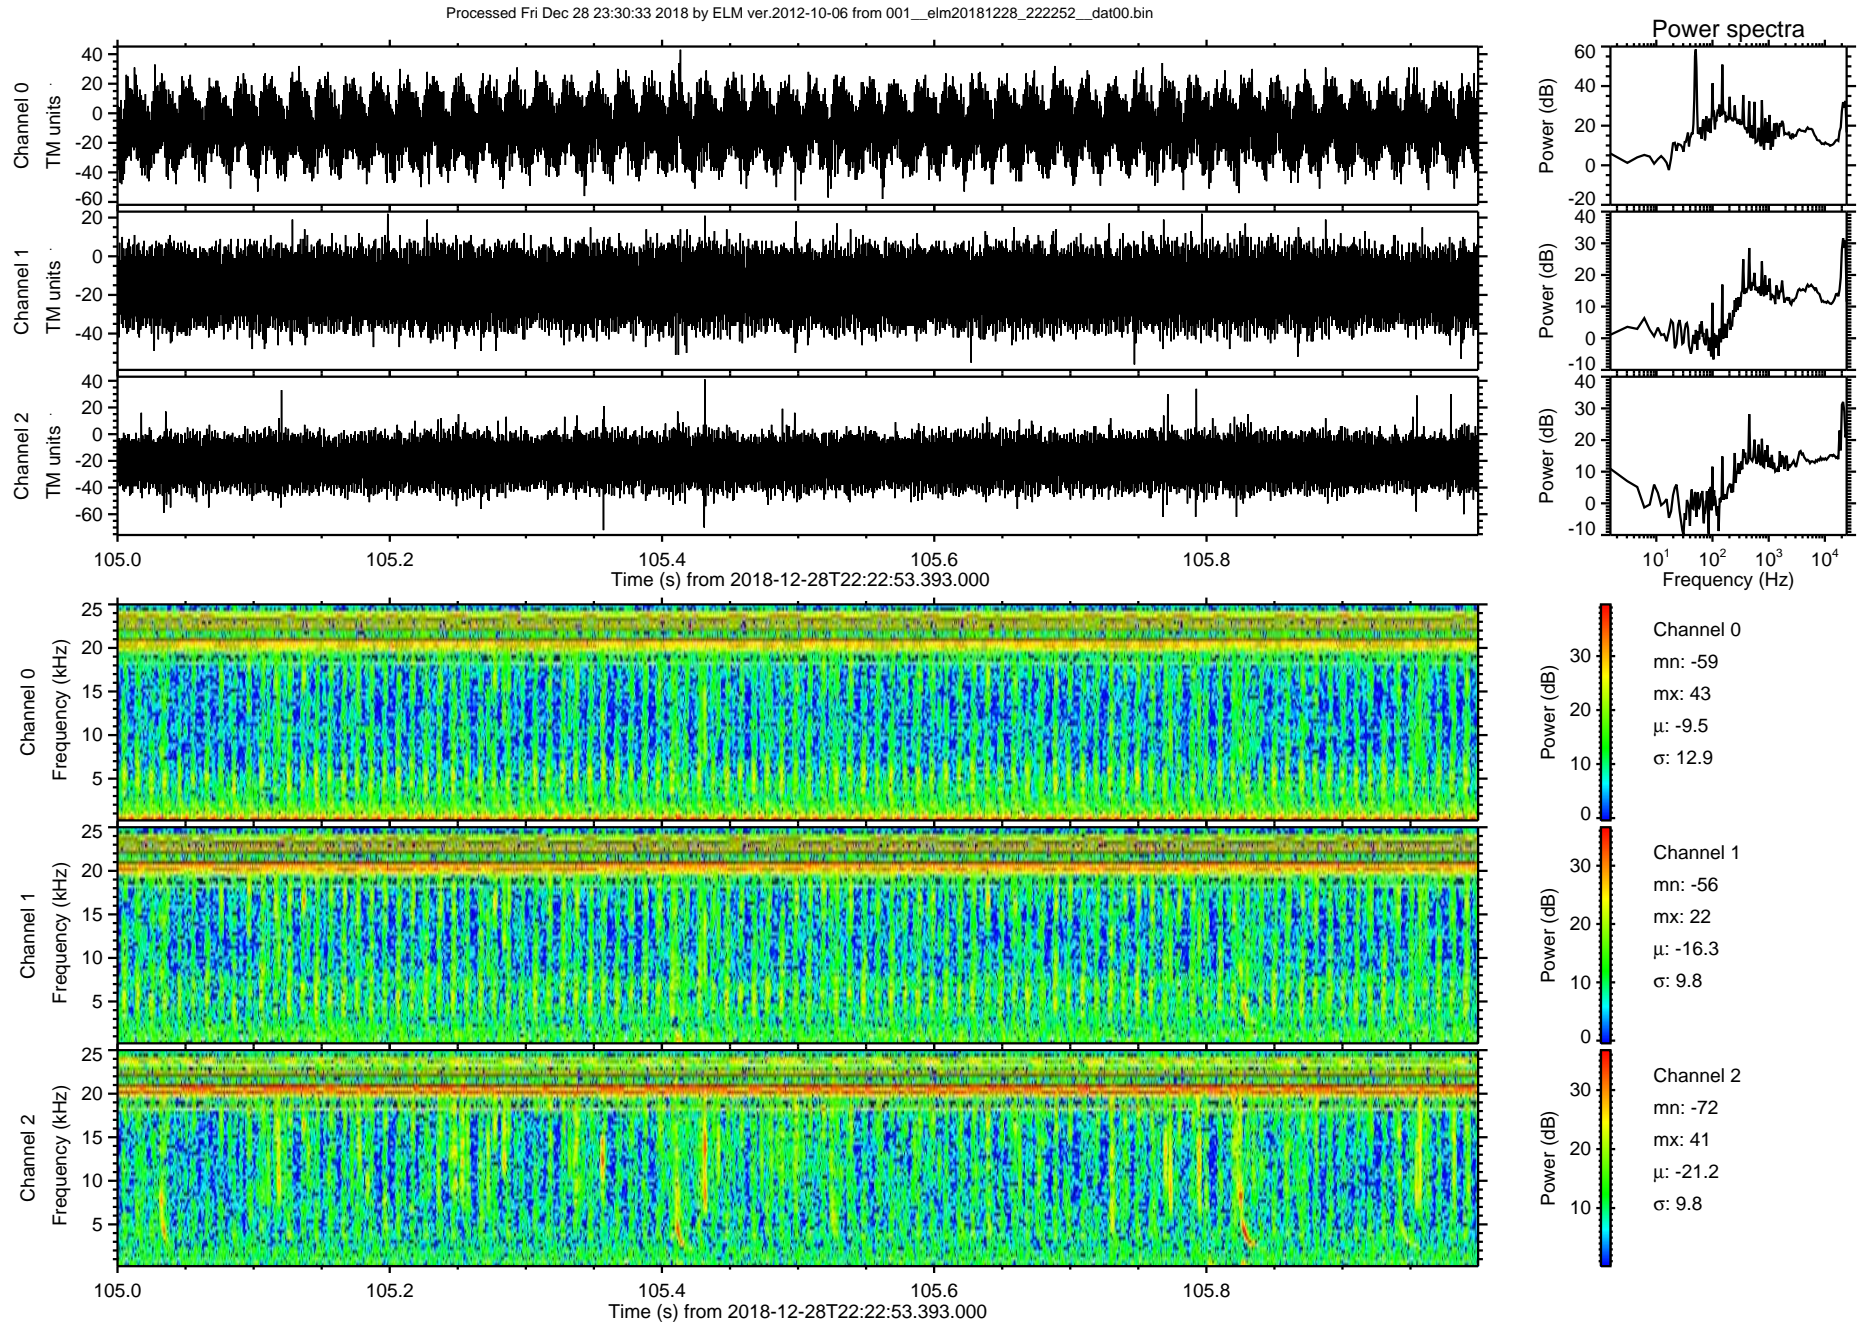 Processed Fri Dec 28 23:30:33 2018 by ELM ver.2012-10-06 from 001__elm20181228_222252__dat00.bin
Power spectra
Channel 0
TM units
40
20
0
-20
-40
-60
Power (dB)
60
40
20
0
-20
Channel 1
TM units
20
0
-20
-40
Power (dB)
40
30
20
10
0
-10
Channel 2
TM units
40
20
0
-20
-40
-60
Power (dB)
40
30
20
10
0
-10
105.0 105.2 105.4 105.6 105.8
Time (s) from 2018-12-28T22:22:53.393.000
10^1 10^2 10^3 10^4
Frequency (Hz)
Channel 0
Frequency (kHz)
25
20
15
10
5
Power (dB)
30
20
10
0
Channel 0
mn: -59
mx: 43
μ: -9.5
σ: 12.9
Channel 1
Frequency (kHz)
25
20
15
10
5
Power (dB)
30
20
10
0
Channel 1
mn: -56
mx: 22
μ: -16.3
σ: 9.8
Channel 2
Frequency (kHz)
25
20
15
10
5
Power (dB)
30
20
10
Channel 2
mn: -72
mx: 41
μ: -21.2
σ: 9.8
105.0 105.2 105.4 105.6 105.8
Time (s) from 2018-12-28T22:22:53.393.000